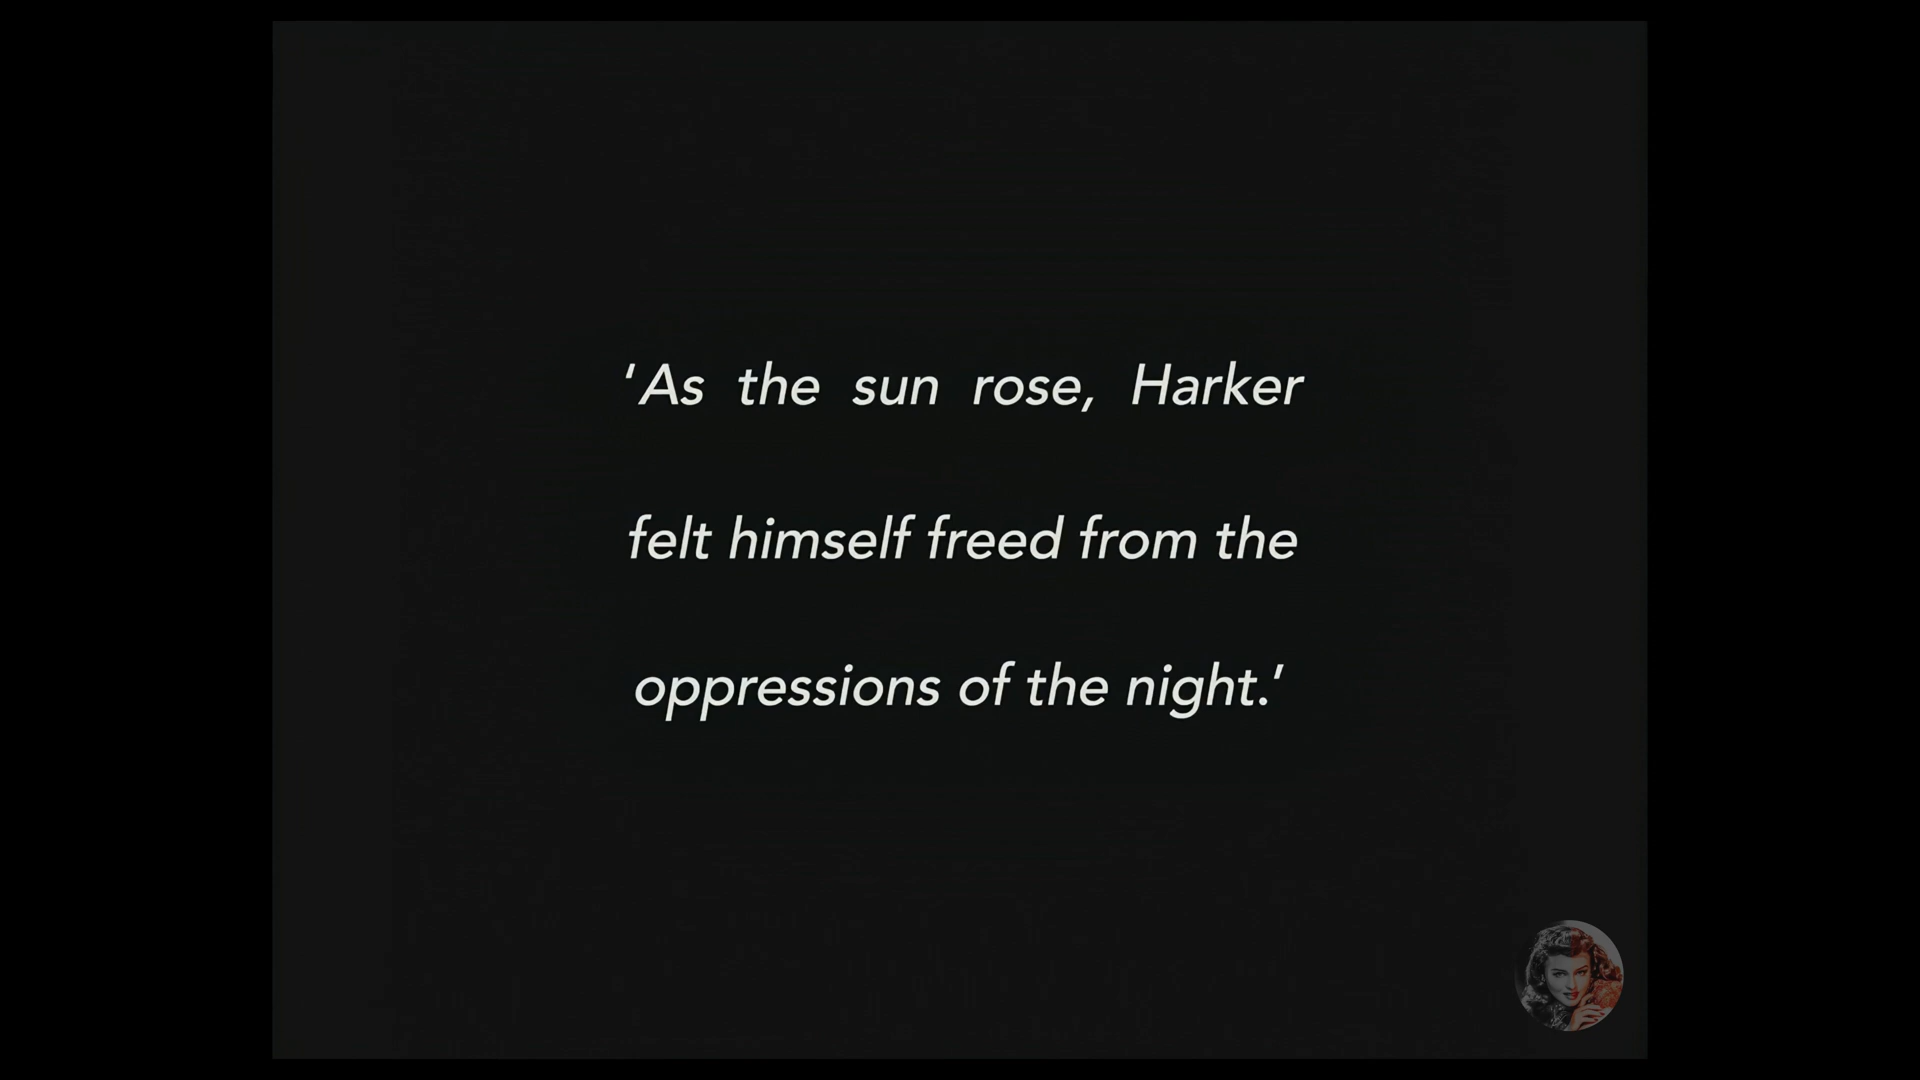 ‘As the sun rose, Harker
felt himself freed from the
oppressions of the night.’